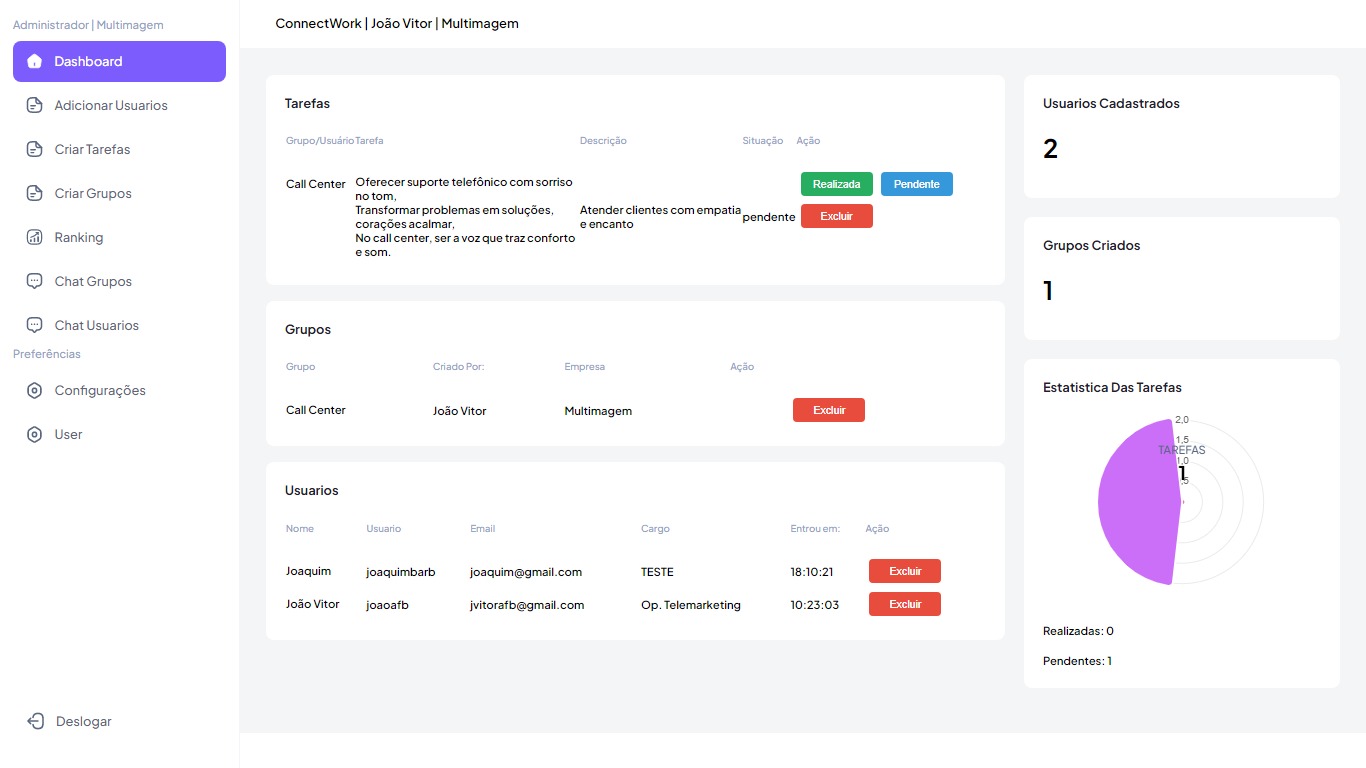 Administrador | Multimagem
Dashboard
Adicionar Usuarios
Criar Tarefas
Criar Grupos
Ranking
Chat Grupos
Chat Usuarios
Preferências
Configurações
User
Deslogar
ConnectWork | João Vitor | Multimagem
Tarefas
Grupo/Usuário Tarefa Descrição Situação Ação
Call Center
Oferecer suporte telefônico com sorriso
no tom,
Transformar problemas em soluções,
corações acalmar,
No call center, ser a voz que traz conforto
e som.
Atender clientes com empatia
e encanto
pendente
Realizada Pendente
Excluir
Grupos
Grupo Criado Por: Empresa Ação
Call Center João Vitor Multimagem Excluir
Usuarios
Nome Usuario Email Cargo Entrou em: Ação
Joaquim joaquimbarb joaquim@gmail.com TESTE 18:10:21 Excluir
João Vitor joaoafb jvitorafb@gmail.com Op. Telemarketing 10:23:03 Excluir
Usuarios Cadastrados
2
Grupos Criados
1
Estatistica Das Tarefas
2,0
1,5
TAREFAS
1,0
1
,5
Realizadas: 0
Pendentes: 1